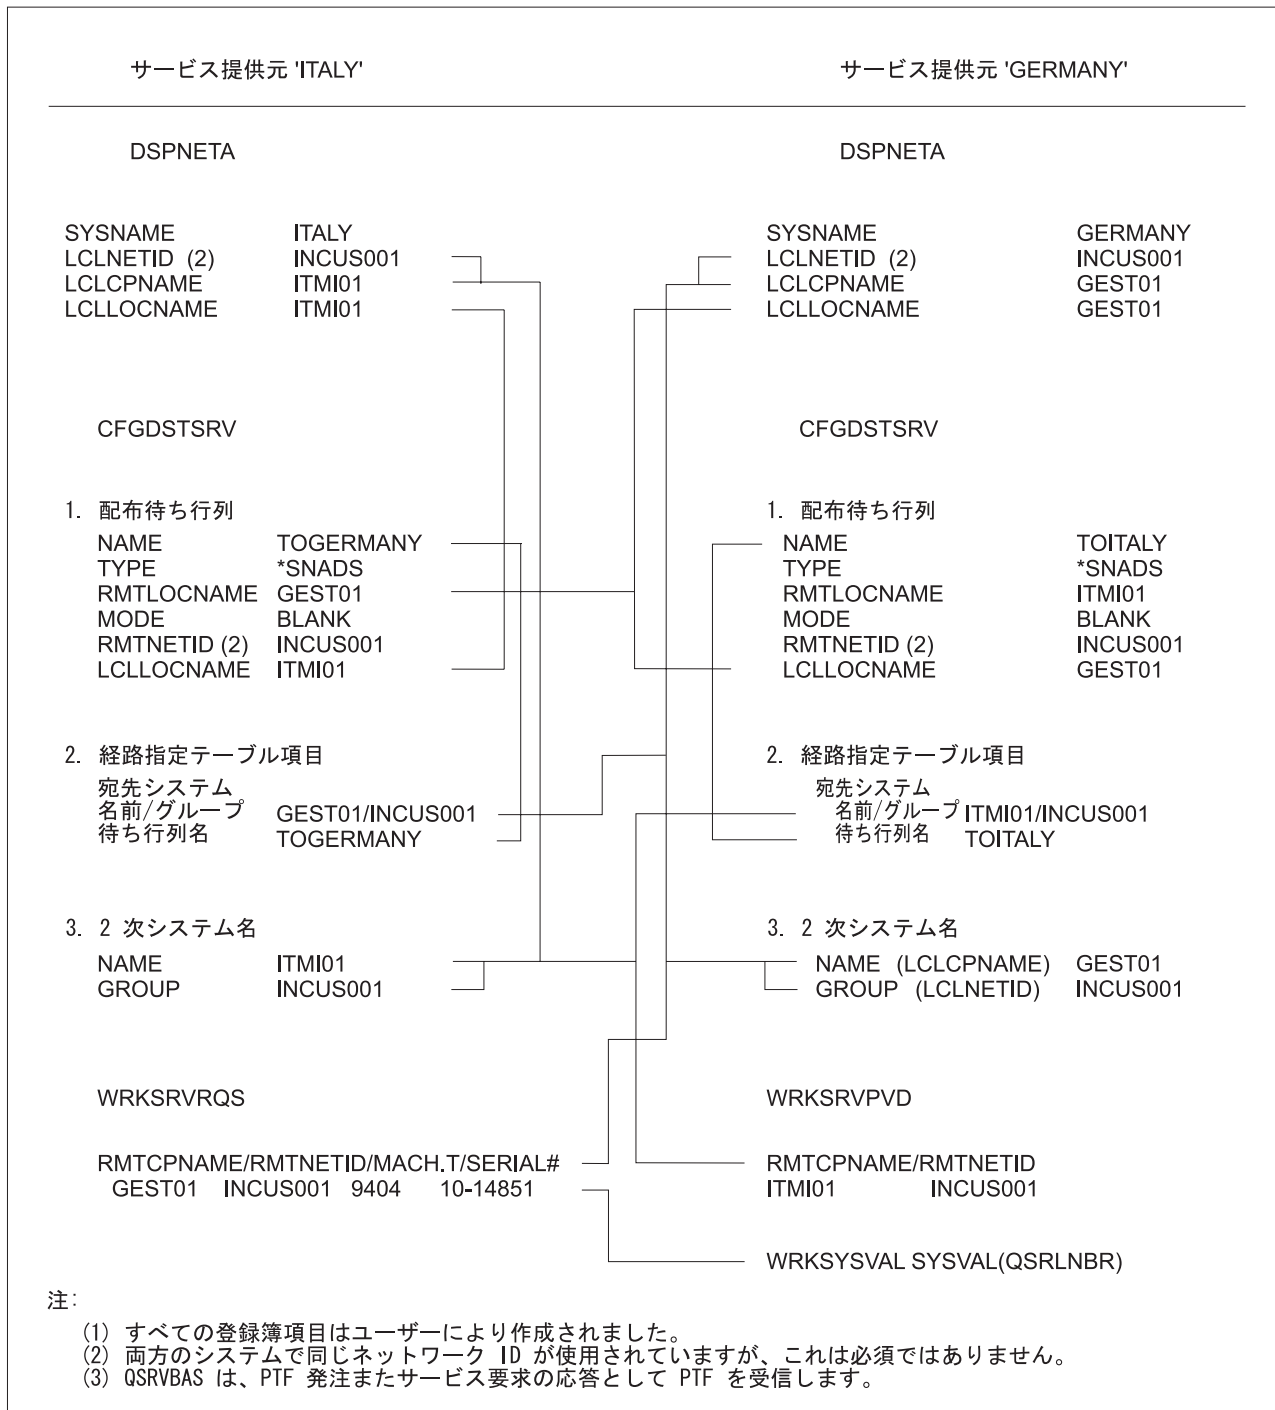 サービス提供元 'ITALY'
サービス提供元 'GERMANY'
DSPNETA
DSPNETA
SYSNAME ITALY
LCLNETID (2) INCUS001
LCLCPNAME ITMI01
LCLLOCNAME ITMI01
SYSNAME GERMANY
LCLNETID (2) INCUS001
LCLCPNAME GEST01
LCLLOCNAME GEST01
CFGDSTSRV
CFGDSTSRV
1. 配布待ち行列
NAME TOGERMANY
TYPE *SNADS
RMTLOCNAME GEST01
MODE BLANK
RMTNETID (2) INCUS001
LCLLOCNAME ITMI01
1. 配布待ち行列
NAME TOITALY
TYPE *SNADS
RMTLOCNAME ITMI01
MODE BLANK
RMTNETID (2) INCUS001
LCLLOCNAME GEST01
2. 経路指定テーブル項目
宛先システム
名前/グループ GEST01/INCUS001
待ち行列名 TOGERMANY
2. 経路指定テーブル項目
宛先システム
名前/グループ ITMI01/INCUS001
待ち行列名 TOITALY
3. 2 次システム名
NAME ITMI01
GROUP INCUS001
3. 2 次システム名
NAME (LCLCPNAME) GEST01
GROUP (LCLNETID) INCUS001
WRKSRVRQS
WRKSRVPVD
RMTCPNAME/RMTNETID/MACH.T/SERIAL#
GEST01 INCUS001 9404 10-14851
RMTCPNAME/RMTNETID
ITMI01 INCUS001
WRKSYSVAL SYSVAL(QSRLNBR)
注:
(1) すべての登録簿項目はユーザーにより作成されました。
(2) 両方のシステムで同じネットワーク ID が使用されていますが、これは必須ではありません。
(3) QSRVBAS は、PTF 発注またサービス要求の応答として PTF を受信します。